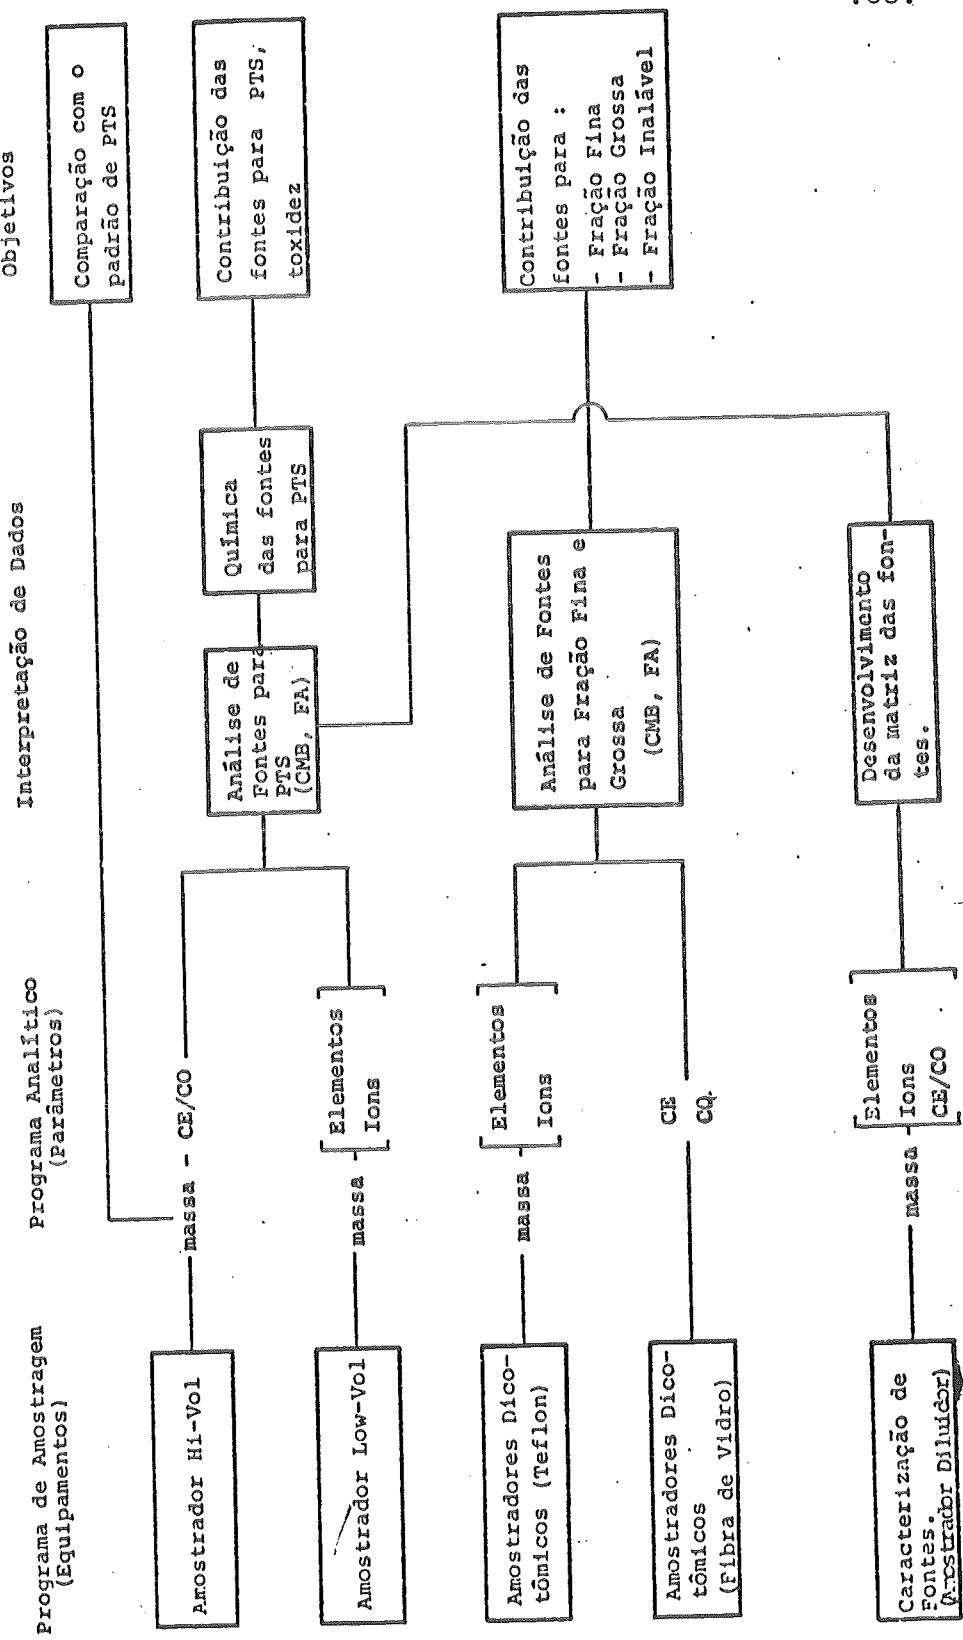 Programa de Amostragem
(Equipamentos)
Programa Analítico
(Parâmetros)
Interpretação de Dados
Objetivos
Amostrador Hi-Vol
massa - CE/CO
Comparação com o
padrão de PTS
Amostrador Low-Vol
massa -
Elementos
Ions
Análise de
Fontes para
PTS
(CMB, FA)
Química
das fontes
para PTS
Contribuição das
fontes para PTS,
toxidez
Amostradores Dico-
tômicos (Teflon)
massa -
Elementos
Ions
Amostradores Dico-
tômicos
(Fibra de Vidro)
CE
CQ.
Análise de Fontes
para Fração Fina e
Grossa
(CMB, FA)
Contribuição das
fontes para :
- Fração Fina
- Fração Grossa
- Fração Inalável
Caracterização de
Fontes.
(Amostrador Diluidor)
massa -
Elementos
Ions
CE/CO
Desenvolvimento
da matriz das fon-
tes.